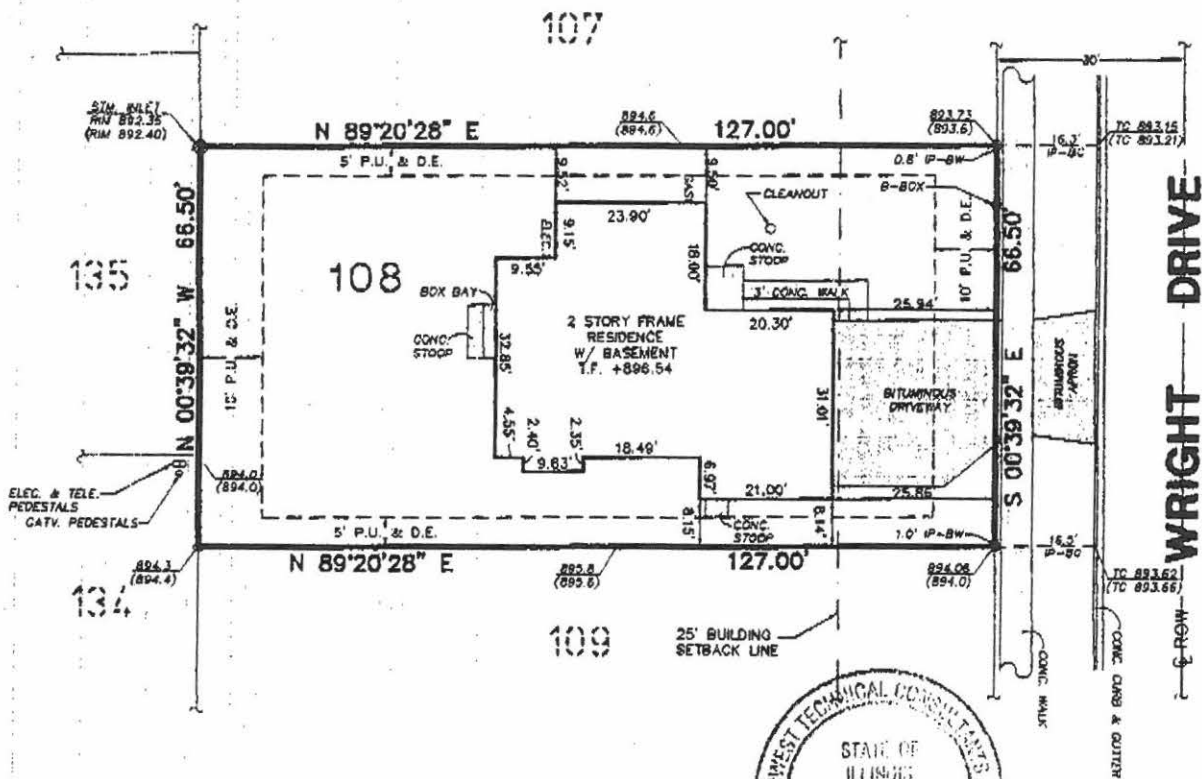 107
30'
STM. INLET
RIM 892.35
(RIM 892.40)
N 89°20'28" E
894.6
(894.6)
127.00'
893.73
(893.6)
16.3'
IP-BC
TC 893.15
(TC 893.21)
5' P.U. & D.E.
0.8' IP-BW
9.52'
GAS
9.50'
CLEANOUT
B-BOX
N 00°39'32" W 66.50'
23.90'
ELEC.
9.15'
18.00'
CONC.
STOOP
10' P.U. & D.E.
66.50'
135
108
9.55'
BOX BAY
3' CONC. WALK
25.94'
20.30'
2 STORY FRAME
RESIDENCE
W/ BASEMENT
T.F. +896.54
CONC.
STOOP
32.85'
10' P.U. & D.E.
31.01'
BITUMINOUS
DRIVEWAY
BITUMINOUS
APRON
S 00°39'32" E
WRIGHT DRIVE
4.55'
2.40'
2.35'
9.63'
18.49'
6.97'
ELEC. & TELE.
PEDESTALS
CATV. PEDESTALS
894.0
(894.0)
21.00'
25.86'
5' P.U. & D.E.
8.15'
CONC.
STOOP
8.14'
1.0' IP-BW
16.5'
IP-BC
894.3
(894.4)
N 89°20'28" E
895.8
(895.6)
127.00'
894.06
(894.0)
TC 893.62
(TC 893.66)
134
109
25' BUILDING
SETBACK LINE
CONC. WALK
CONC. CURB & GUTTER
℄ ROW
WEST TECHNICAL CONSULTANTS
STATE OF
ILLINOIS